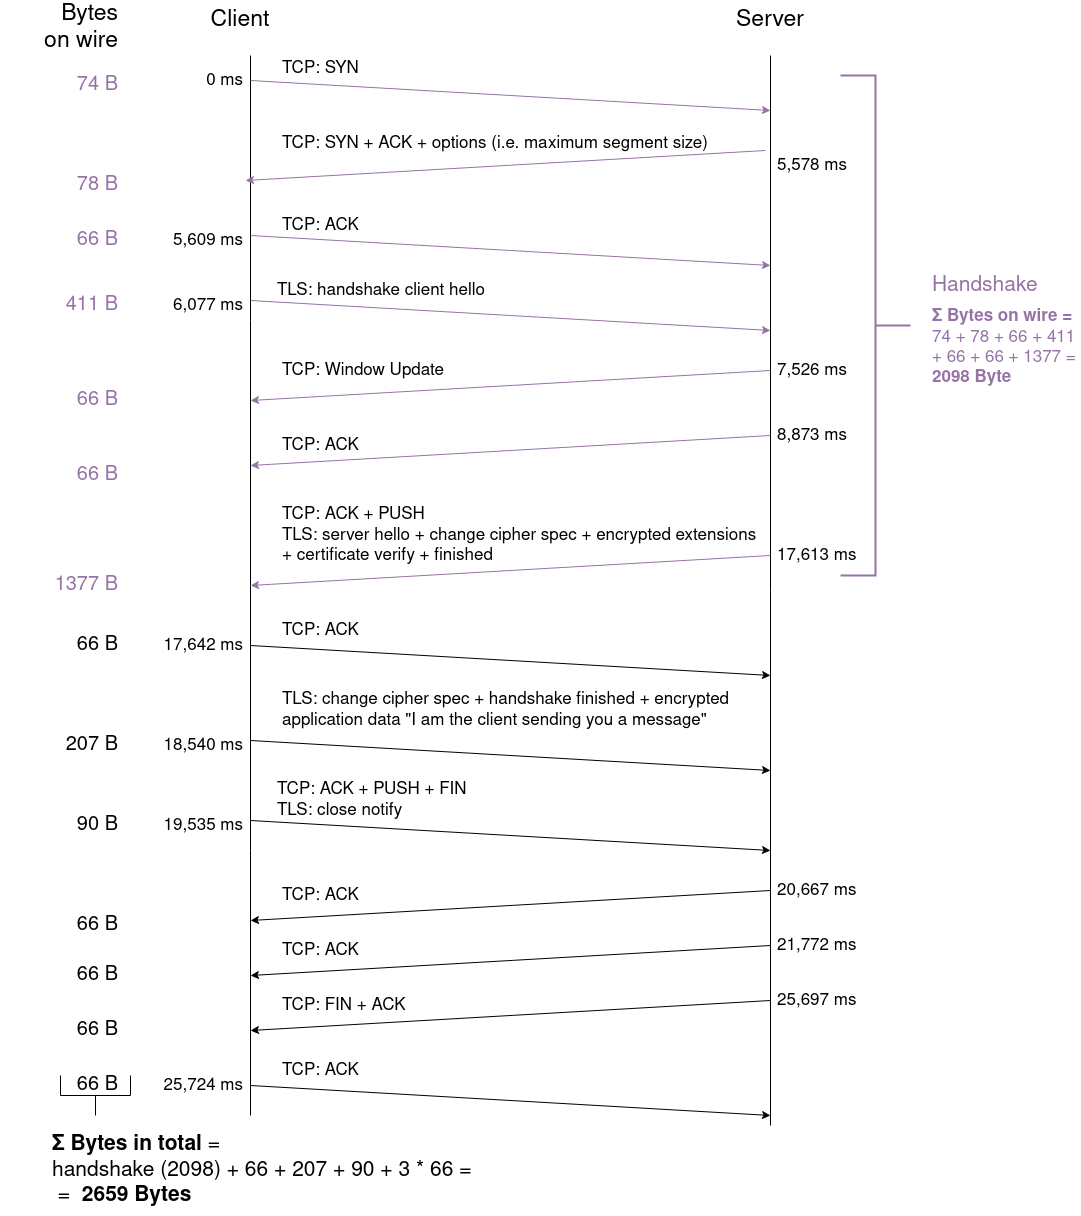 Bytes
on wire
Client
Server
74 B
0 ms
TCP: SYN
TCP: SYN + ACK + options (i.e. maximum segment size)
5,578 ms
78 B
66 B
5,609 ms
TCP: ACK
411 B
6,077 ms
TLS: handshake client hello
Handshake
Σ Bytes on wire =
74 + 78 + 66 + 411
+ 66 + 66 + 1377 =
2098 Byte
TCP: Window Update
7,526 ms
66 B
TCP: ACK
8,873 ms
66 B
TCP: ACK + PUSH
TLS: server hello + change cipher spec + encrypted extensions
+ certificate verify + finished
17,613 ms
1377 B
66 B
17,642 ms
TCP: ACK
TLS: change cipher spec + handshake finished + encrypted
application data "I am the client sending you a message"
207 B
18,540 ms
TCP: ACK + PUSH + FIN
TLS: close notify
90 B
19,535 ms
TCP: ACK
20,667 ms
66 B
TCP: ACK
21,772 ms
66 B
TCP: FIN + ACK
25,697 ms
66 B
TCP: ACK
66 B
25,724 ms
Σ Bytes in total =
handshake (2098) + 66 + 207 + 90 + 3 * 66 =
= 2659 Bytes